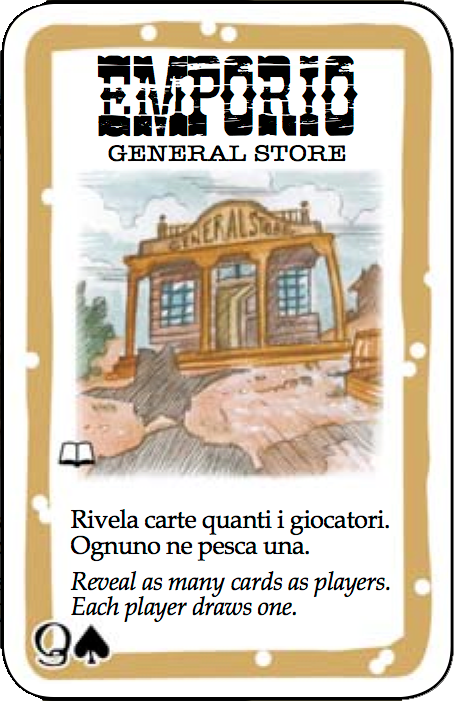 EMPORIO
GENERAL STORE
GENERAL STORE
Rivela carte quanti i giocatori.
Ognuno ne pesca una.
Reveal as many cards as players.
Each player draws one.
Q♠